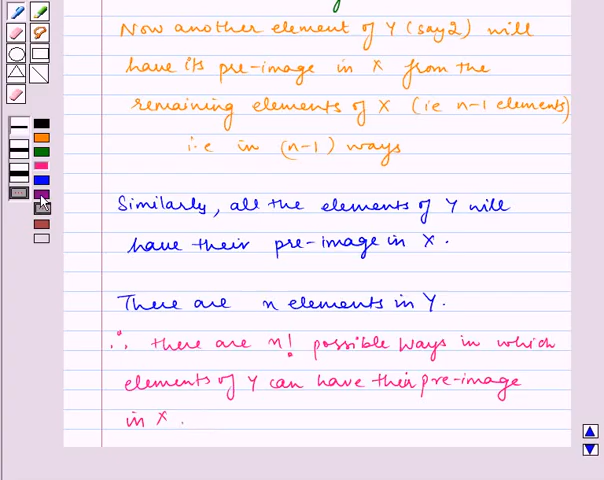 Now another element of Y (say 2) will
have its pre-image in X from the
remaining elements of X (ie n-1 elements)
i.e in (n-1) ways
Similarly, all the elements of Y will
have their pre-image in X.
There are n elements in Y.
∴ there are n! possible ways in which
elements of Y can have their pre-image
in X.